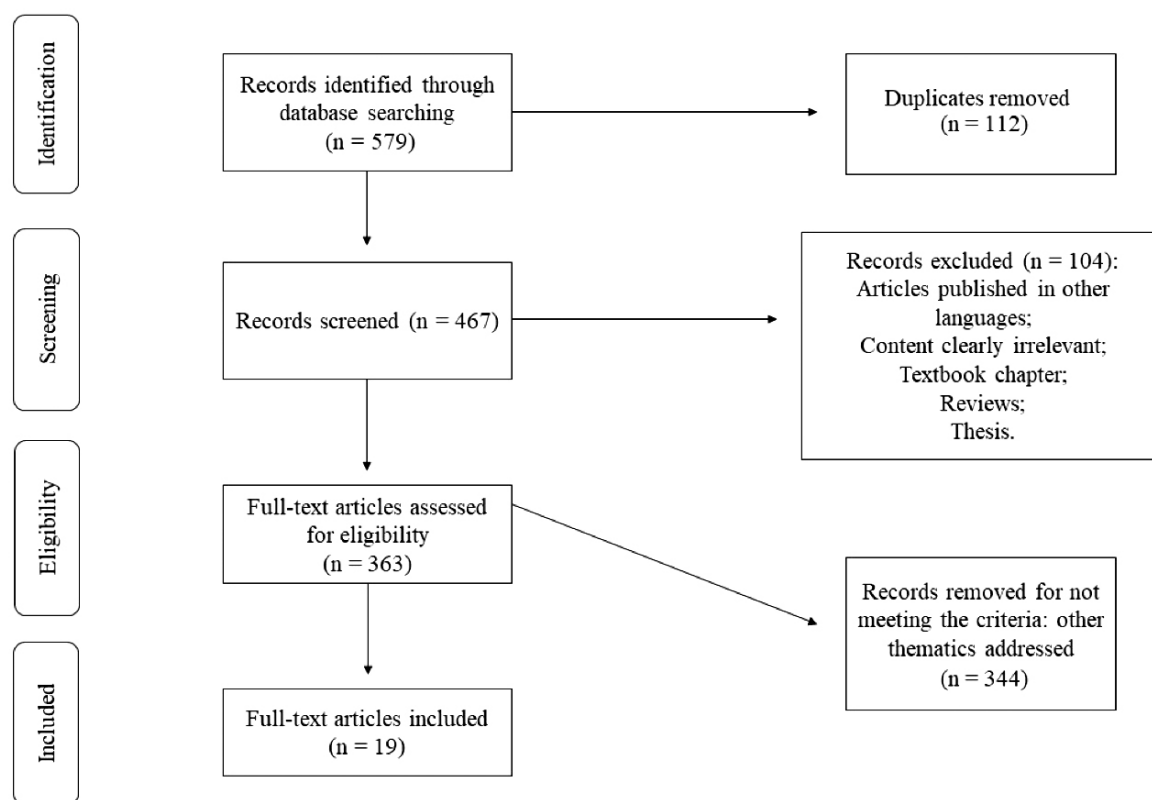 Identification
Records identified through
database searching
(n = 579)
Duplicates removed
(n = 112)
Screening
Records screened (n = 467)
Records excluded (n = 104):
Articles published in other
languages;
Content clearly irrelevant;
Textbook chapter;
Reviews;
Thesis.
Eligibility
Full-text articles assessed
for eligibility
(n = 363)
Records removed for not
meeting the criteria: other
thematics addressed
(n = 344)
Included
Full-text articles included
(n = 19)